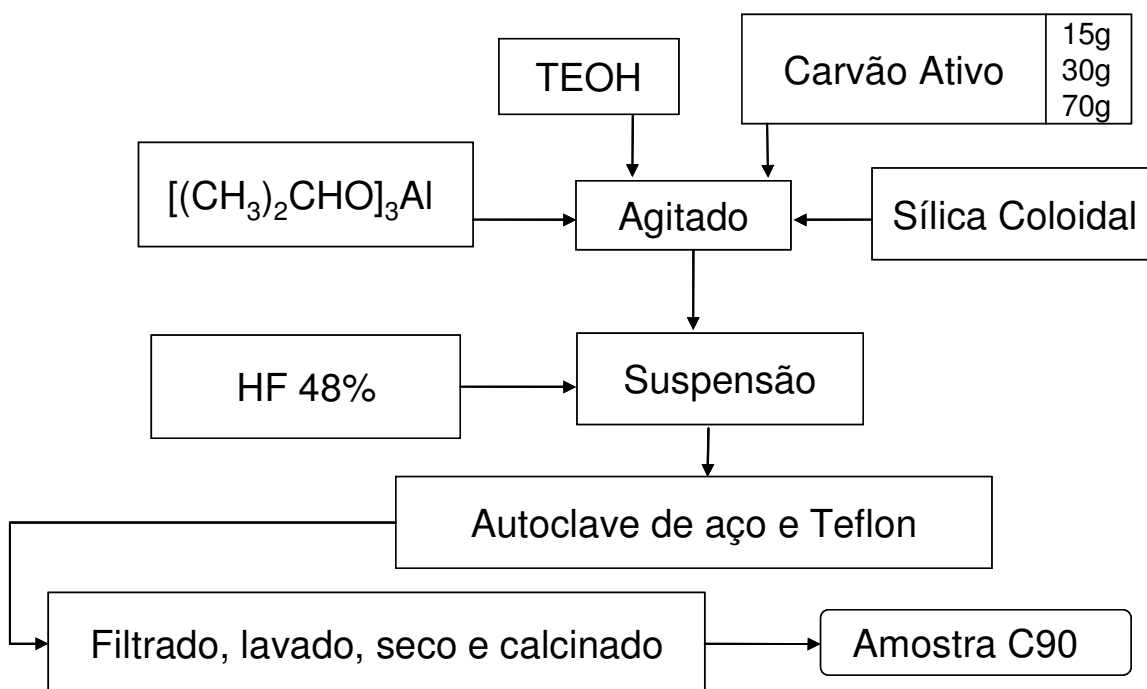 TEOH
Carvão Ativo
15g
30g
70g
[(CH₃)₂CHO]₃Al
Agitado
Sílica Coloidal
HF 48%
Suspensão
Autoclave de aço e Teflon
Filtrado, lavado, seco e calcinado
Amostra C90